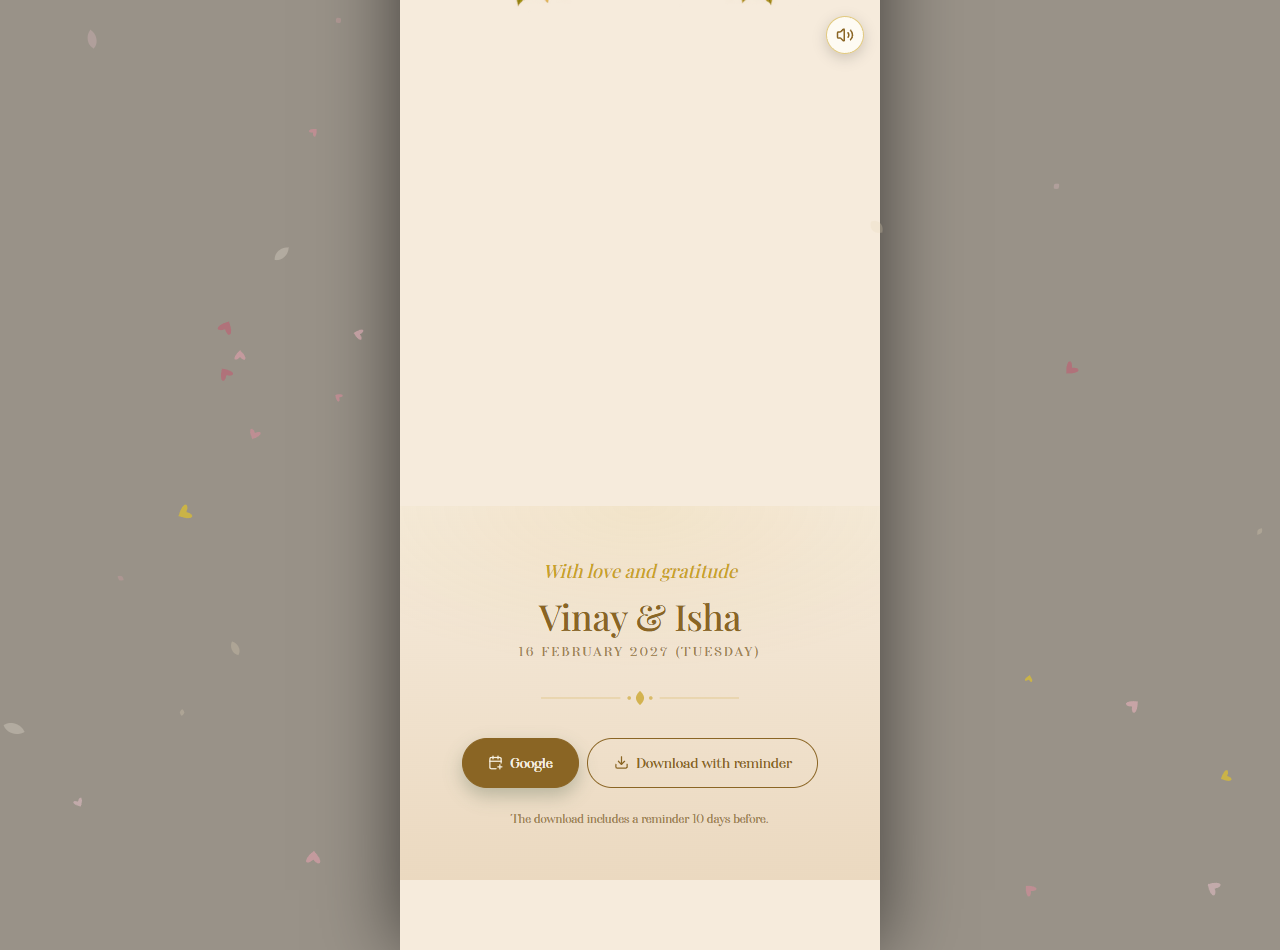 With love and gratitude
Vinay & Isha
16 FEBRUARY 2027 (TUESDAY)
Google
Download with reminder
The download includes a reminder 10 days before.